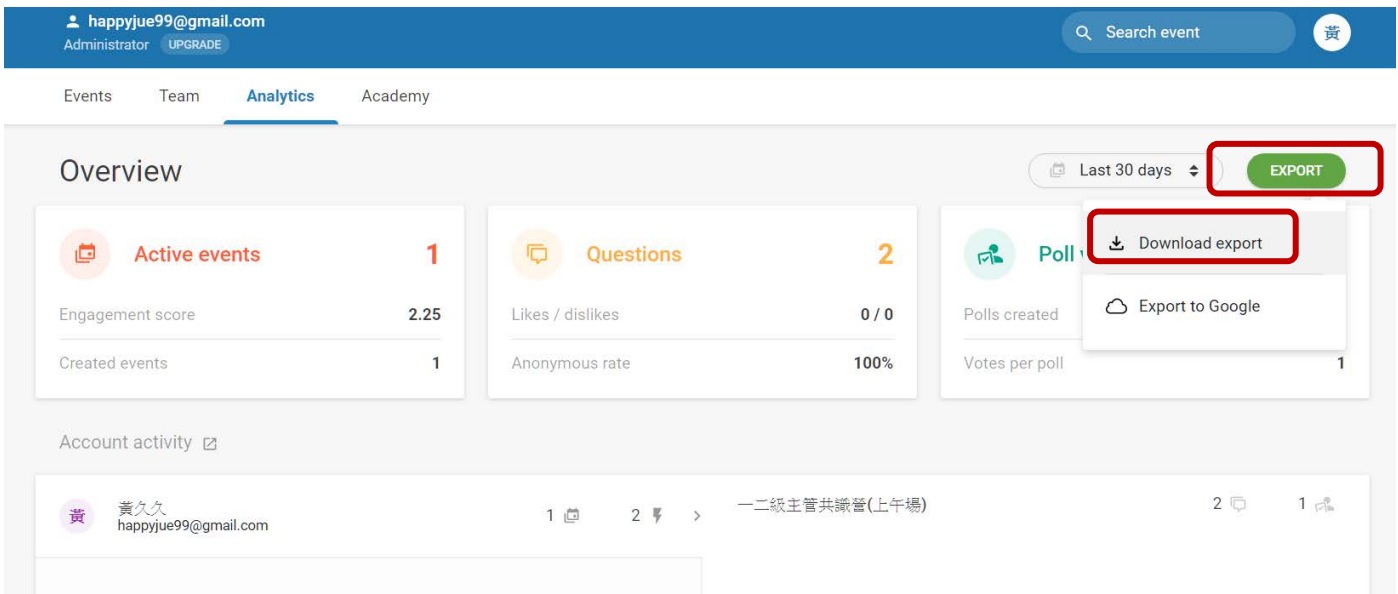 happyjue99@gmail.com
Administrator UPGRADE
Search event
黃
Events Team Analytics Academy
Overview
Last 30 days
EXPORT
Download export
Export to Google
Active events 1
Engagement score 2.25
Created events 1
Questions 2
Likes / dislikes 0 / 0
Anonymous rate 100%
Poll
Polls created
Votes per poll 1
Account activity
黃
黃久久
happyjue99@gmail.com
1 2
一二級主管共識營(上午場) 2 1